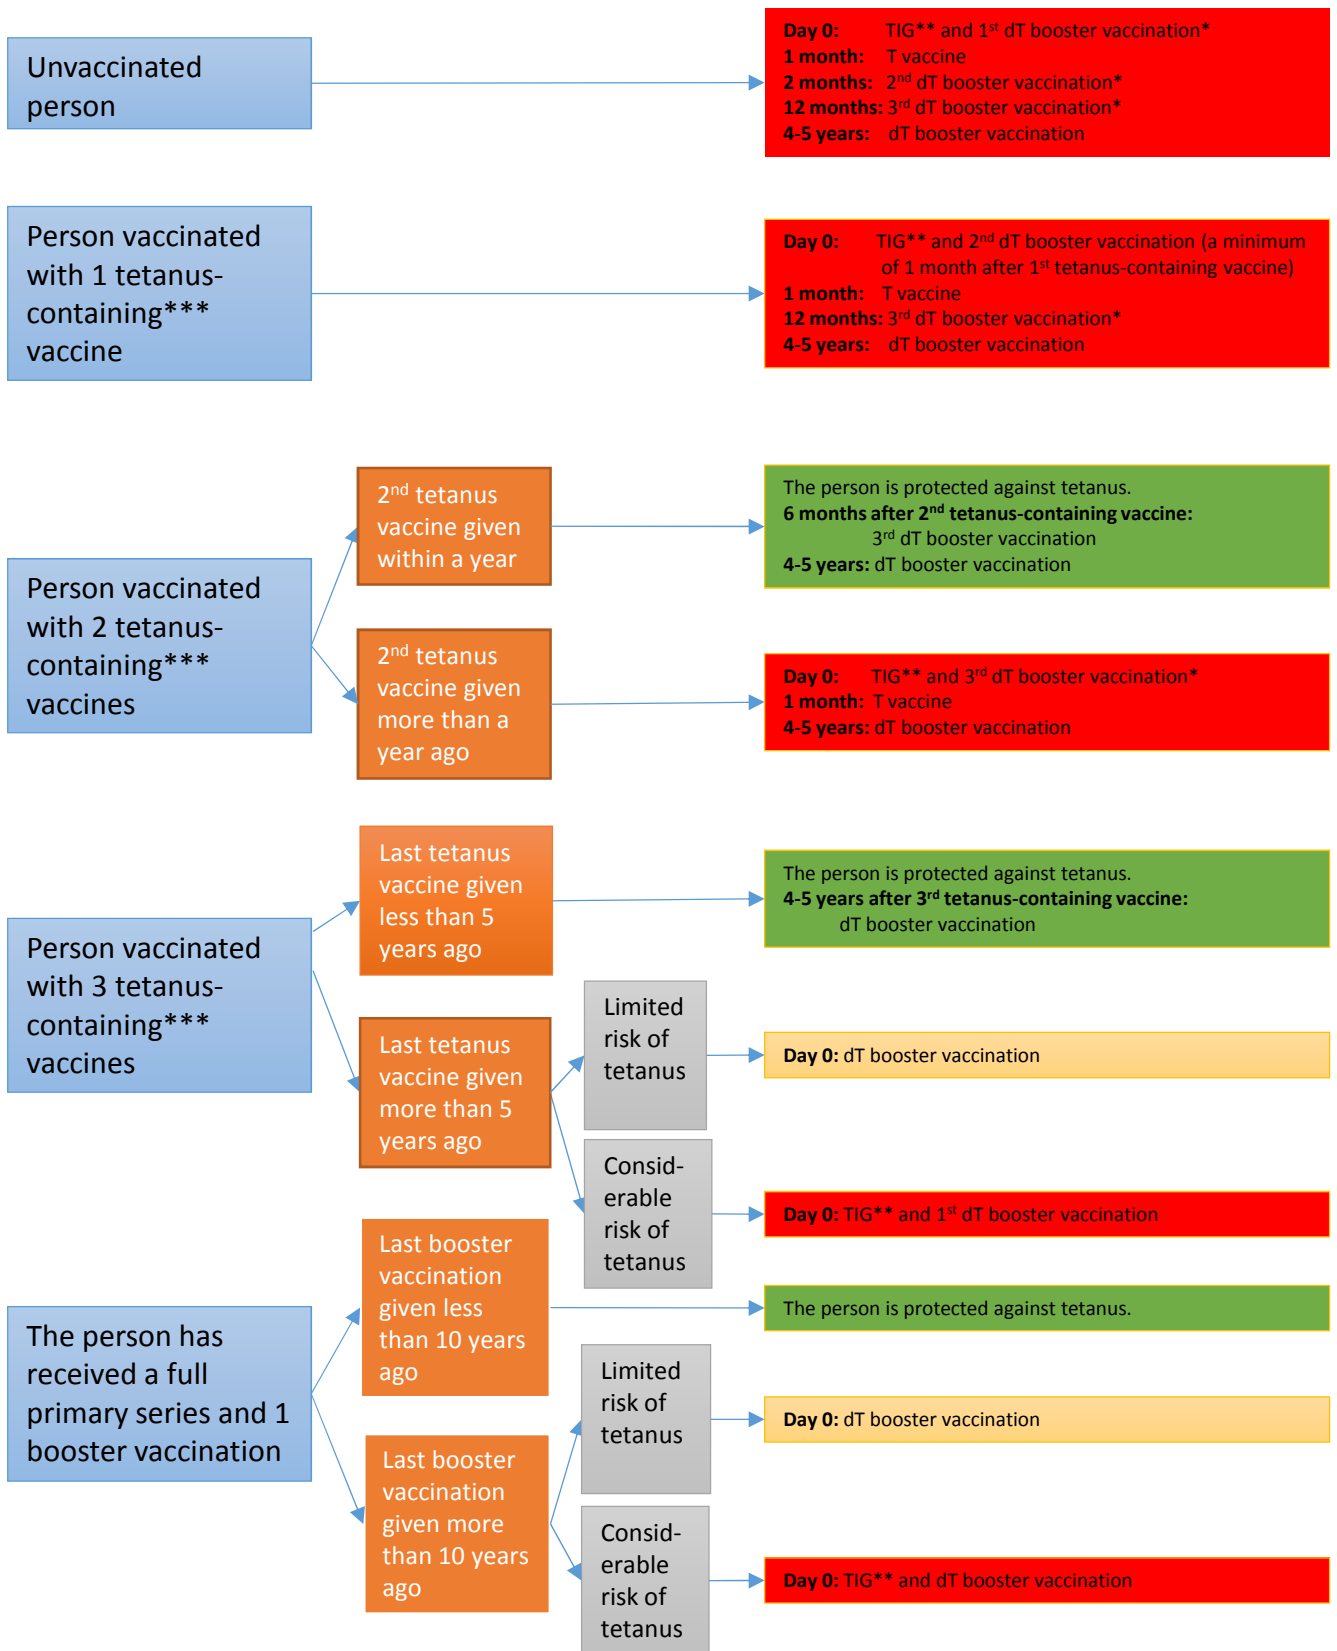 Unvaccinated
person
Day 0: TIG** and 1st dT booster vaccination*
1 month: T vaccine
2 months: 2nd dT booster vaccination*
12 months: 3rd dT booster vaccination*
4-5 years: dT booster vaccination
Person vaccinated
with 1 tetanus-
containing***
vaccine
Day 0: TIG** and 2nd dT booster vaccination (a minimum
of 1 month after 1st tetanus-containing vaccine)
1 month: T vaccine
12 months: 3rd dT booster vaccination*
4-5 years: dT booster vaccination
Person vaccinated
with 2 tetanus-
containing***
vaccines
2nd tetanus
vaccine given
within a year
The person is protected against tetanus.
6 months after 2nd tetanus-containing vaccine:
3rd dT booster vaccination
4-5 years: dT booster vaccination
2nd tetanus
vaccine given
more than a
year ago
Day 0: TIG** and 3rd dT booster vaccination*
1 month: T vaccine
4-5 years: dT booster vaccination
Person vaccinated
with 3 tetanus-
containing***
vaccines
Last tetanus
vaccine given
less than 5
years ago
The person is protected against tetanus.
4-5 years after 3rd tetanus-containing vaccine:
dT booster vaccination
Last tetanus
vaccine given
more than 5
years ago
Limited
risk of
tetanus
Day 0: dT booster vaccination
Consid-
erable
risk of
tetanus
Day 0: TIG** and 1st dT booster vaccination
The person has
received a full
primary series and 1
booster vaccination
Last booster
vaccination
given less
than 10 years
ago
The person is protected against tetanus.
Last booster
vaccination
given more
than 10 years
ago
Limited
risk of
tetanus
Day 0: dT booster vaccination
Consid-
erable
risk of
tetanus
Day 0: TIG** and dT booster vaccination